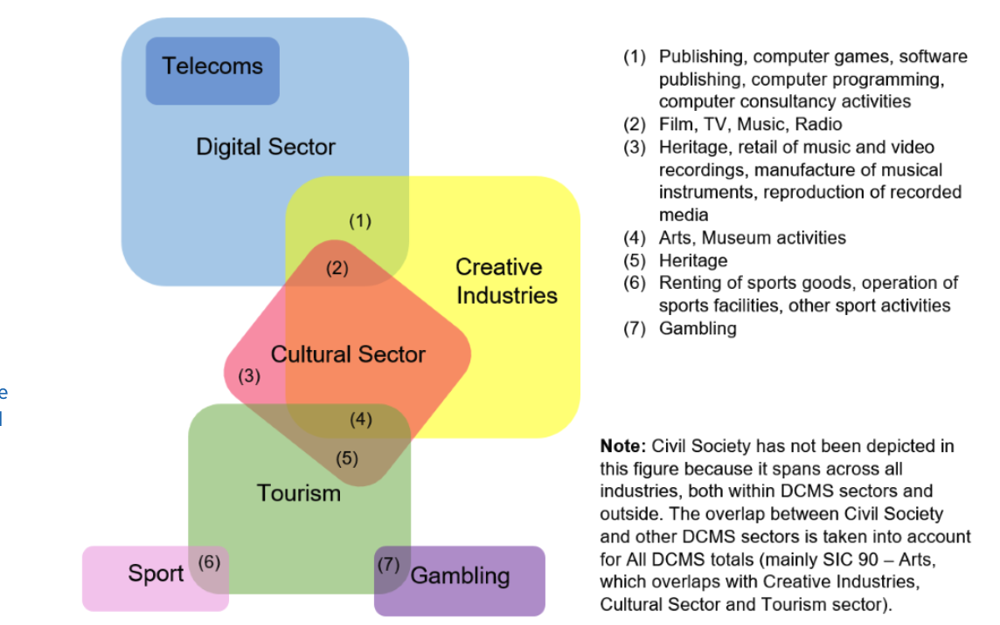 Telecoms
Digital Sector
(1)
(2)
Creative
Industries
Cultural Sector
(3)
(4)
(5)
Tourism
Sport
(6)
(7)
Gambling
(1) Publishing, computer games, software
publishing, computer programming,
computer consultancy activities
(2) Film, TV, Music, Radio
(3) Heritage, retail of music and video
recordings, manufacture of musical
instruments, reproduction of recorded
media
(4) Arts, Museum activities
(5) Heritage
(6) Renting of sports goods, operation of
sports facilities, other sport activities
(7) Gambling
Note: Civil Society has not been depicted in
this figure because it spans across all
industries, both within DCMS sectors and
outside. The overlap between Civil Society
and other DCMS sectors is taken into account
for All DCMS totals (mainly SIC 90 – Arts,
which overlaps with Creative Industries,
Cultural Sector and Tourism sector).